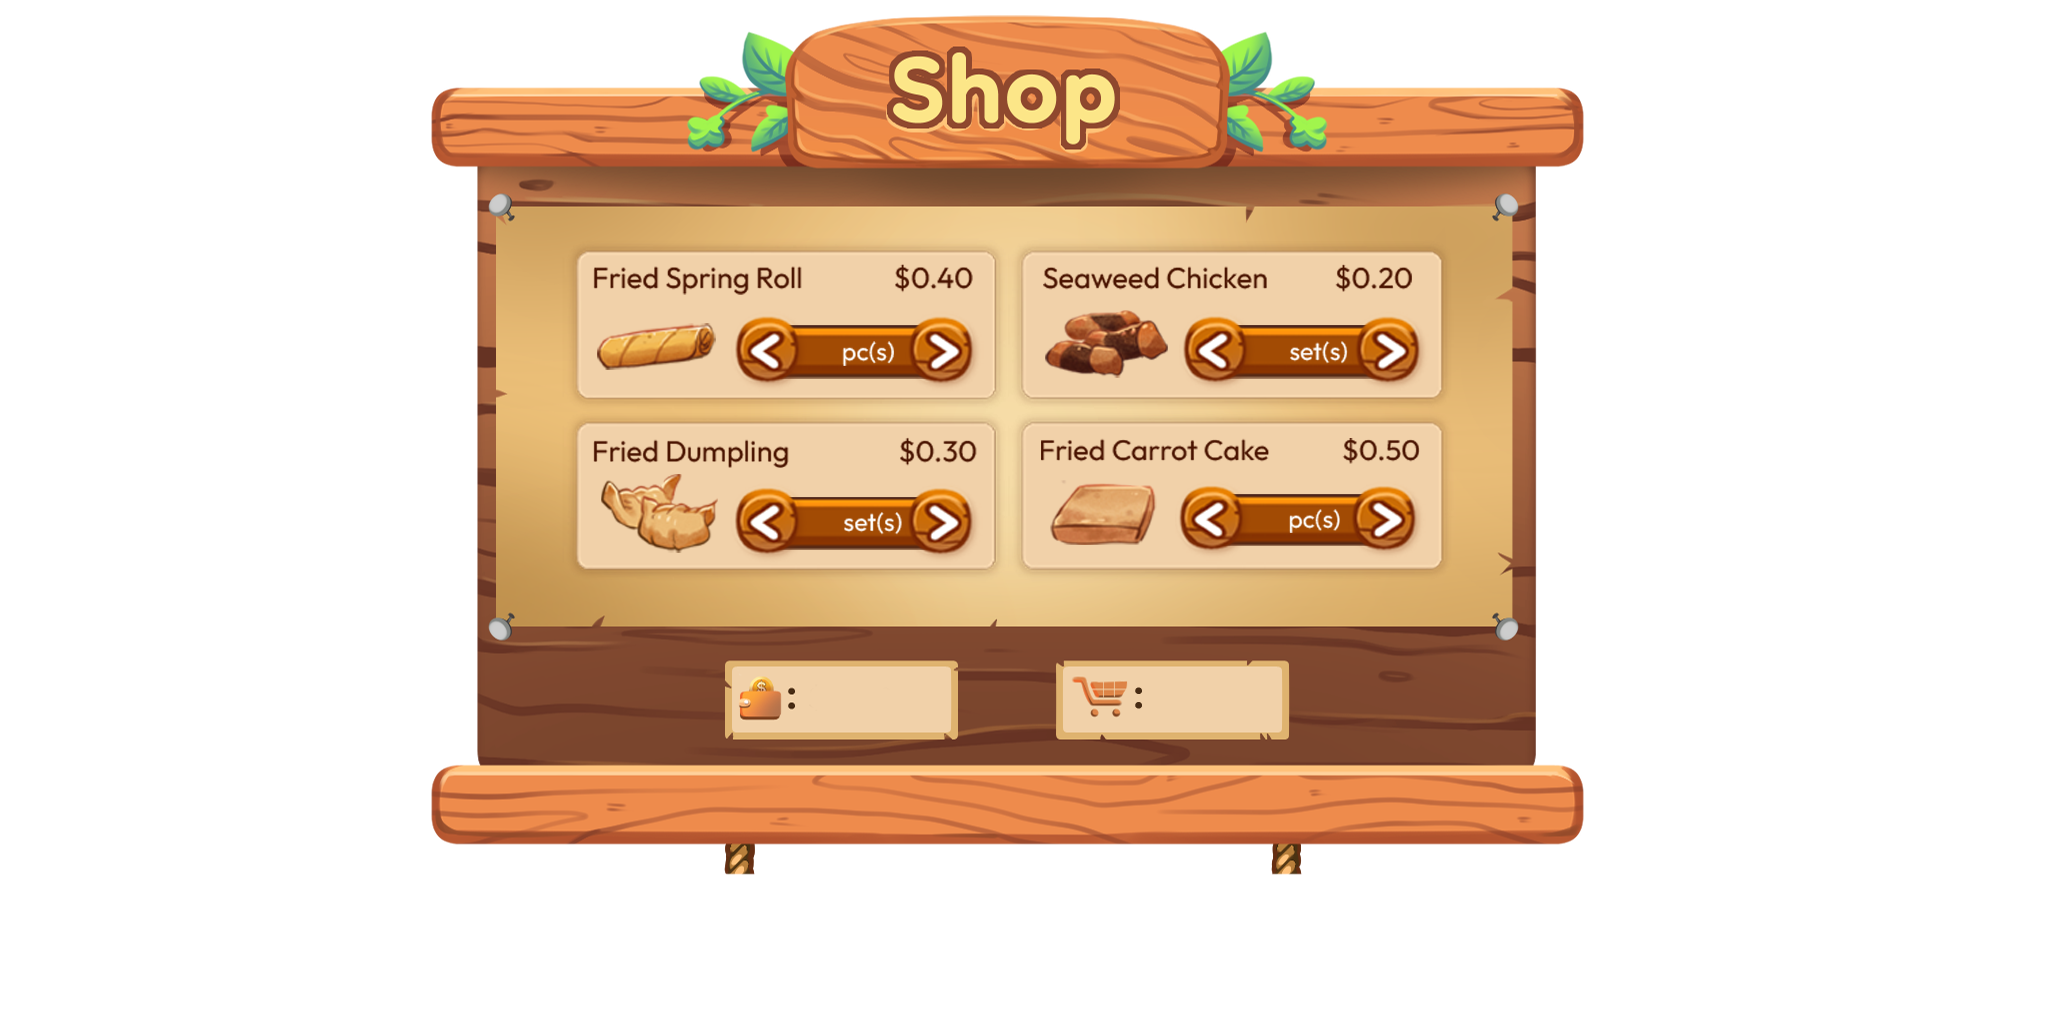 Shop
Fried Spring Roll $0.40
pc(s)
Seaweed Chicken $0.20
set(s)
Fried Dumpling $0.30
set(s)
Fried Carrot Cake $0.50
pc(s)
$ :
: